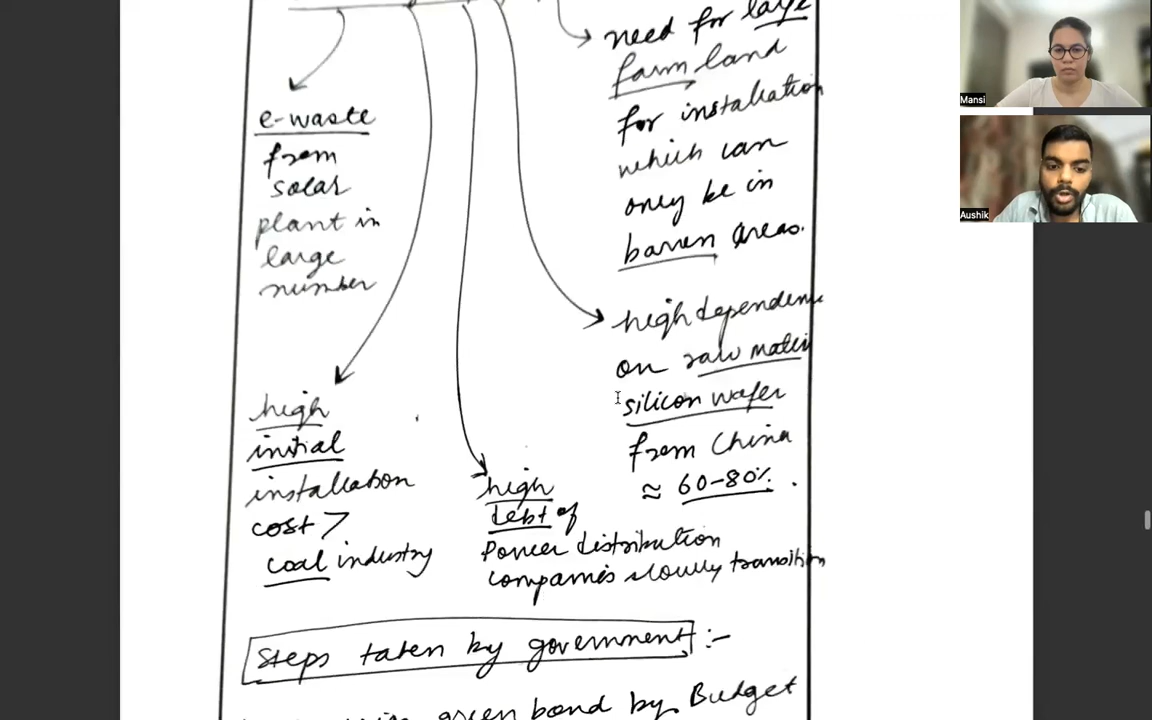 need for large
farm land
for installation
which can
only be in
barren areas.
e-waste
from
solar
plant in
large
number
high dependence
on raw mater
silicon wafer
from China
≈ 60-80% .
high
initial
installation
cost >
coal industry
high
debt of
Power distribution
companies slowly transition
Steps taken by government :-
green bond by Budget
Mansi
Aushik